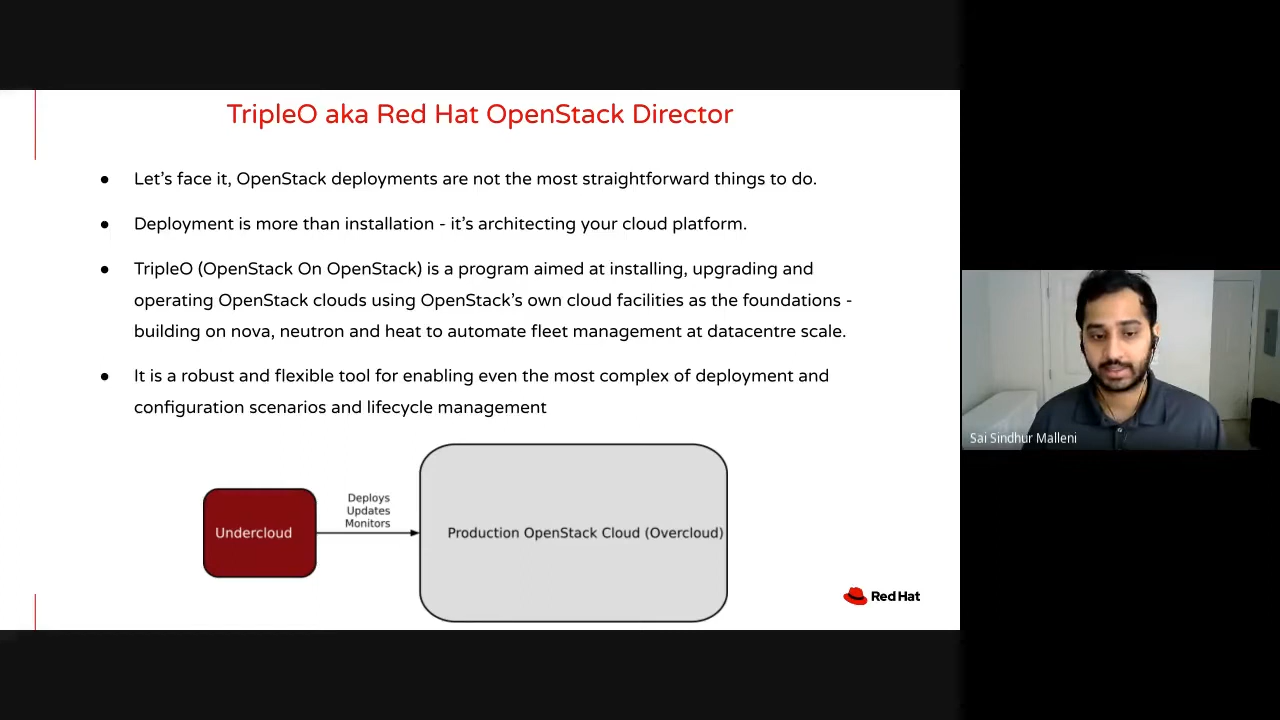 TripleO aka Red Hat OpenStack Director
● Let's face it, OpenStack deployments are not the most straightforward things to do.
● Deployment is more than installation - it's architecting your cloud platform.
● TripleO (OpenStack On OpenStack) is a program aimed at installing, upgrading and
operating OpenStack clouds using OpenStack's own cloud facilities as the foundations -
building on nova, neutron and heat to automate fleet management at datacentre scale.
● It is a robust and flexible tool for enabling even the most complex of deployment and
configuration scenarios and lifecycle management
Undercloud
Deploys
Updates
Monitors
Production OpenStack Cloud (Overcloud)
Red Hat
Sai Sindhur Malleni